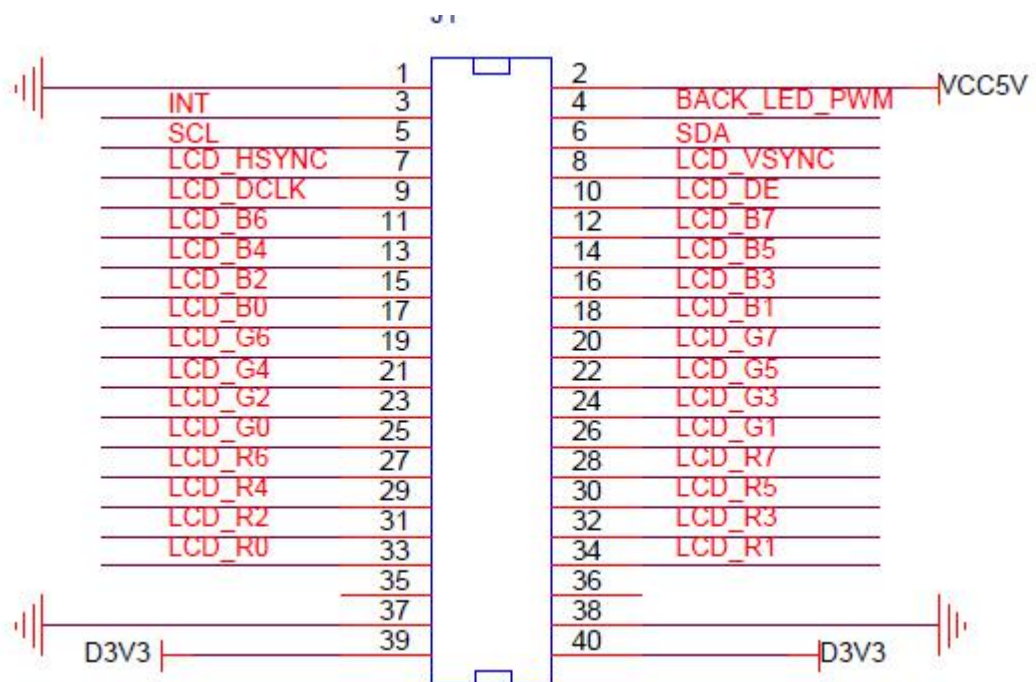 J1
1 2 VCC5V
INT 3 4 BACK_LED_PWM
SCL 5 6 SDA
LCD_HSYNC 7 8 LCD_VSYNC
LCD_DCLK 9 10 LCD_DE
LCD_B6 11 12 LCD_B7
LCD_B4 13 14 LCD_B5
LCD_B2 15 16 LCD_B3
LCD_B0 17 18 LCD_B1
LCD_G6 19 20 LCD_G7
LCD_G4 21 22 LCD_G5
LCD_G2 23 24 LCD_G3
LCD_G0 25 26 LCD_G1
LCD_R6 27 28 LCD_R7
LCD_R4 29 30 LCD_R5
LCD_R2 31 32 LCD_R3
LCD_R0 33 34 LCD_R1
35 36
37 38
D3V3 39 40 D3V3